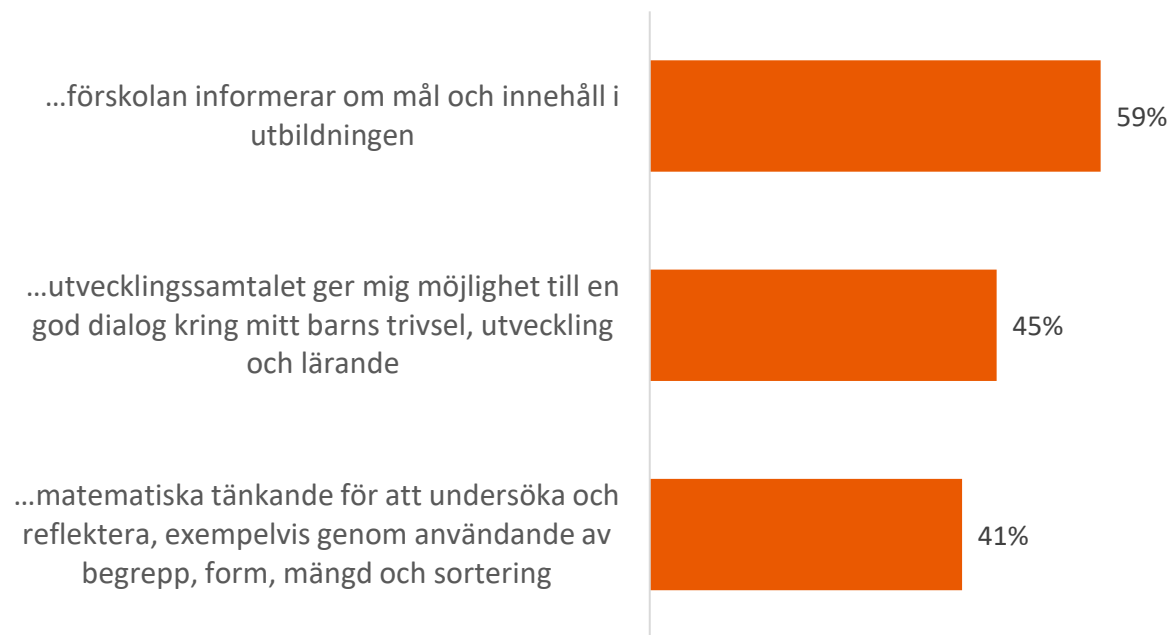 ...förskolan informerar om mål och innehåll i
utbildningen
59%
...utvecklingssamtalet ger mig möjlighet till en
god dialog kring mitt barns trivsel, utveckling
och lärande
45%
...matematiska tänkande för att undersöka och
reflektera, exempelvis genom användande av
begrepp, form, mängd och sortering
41%